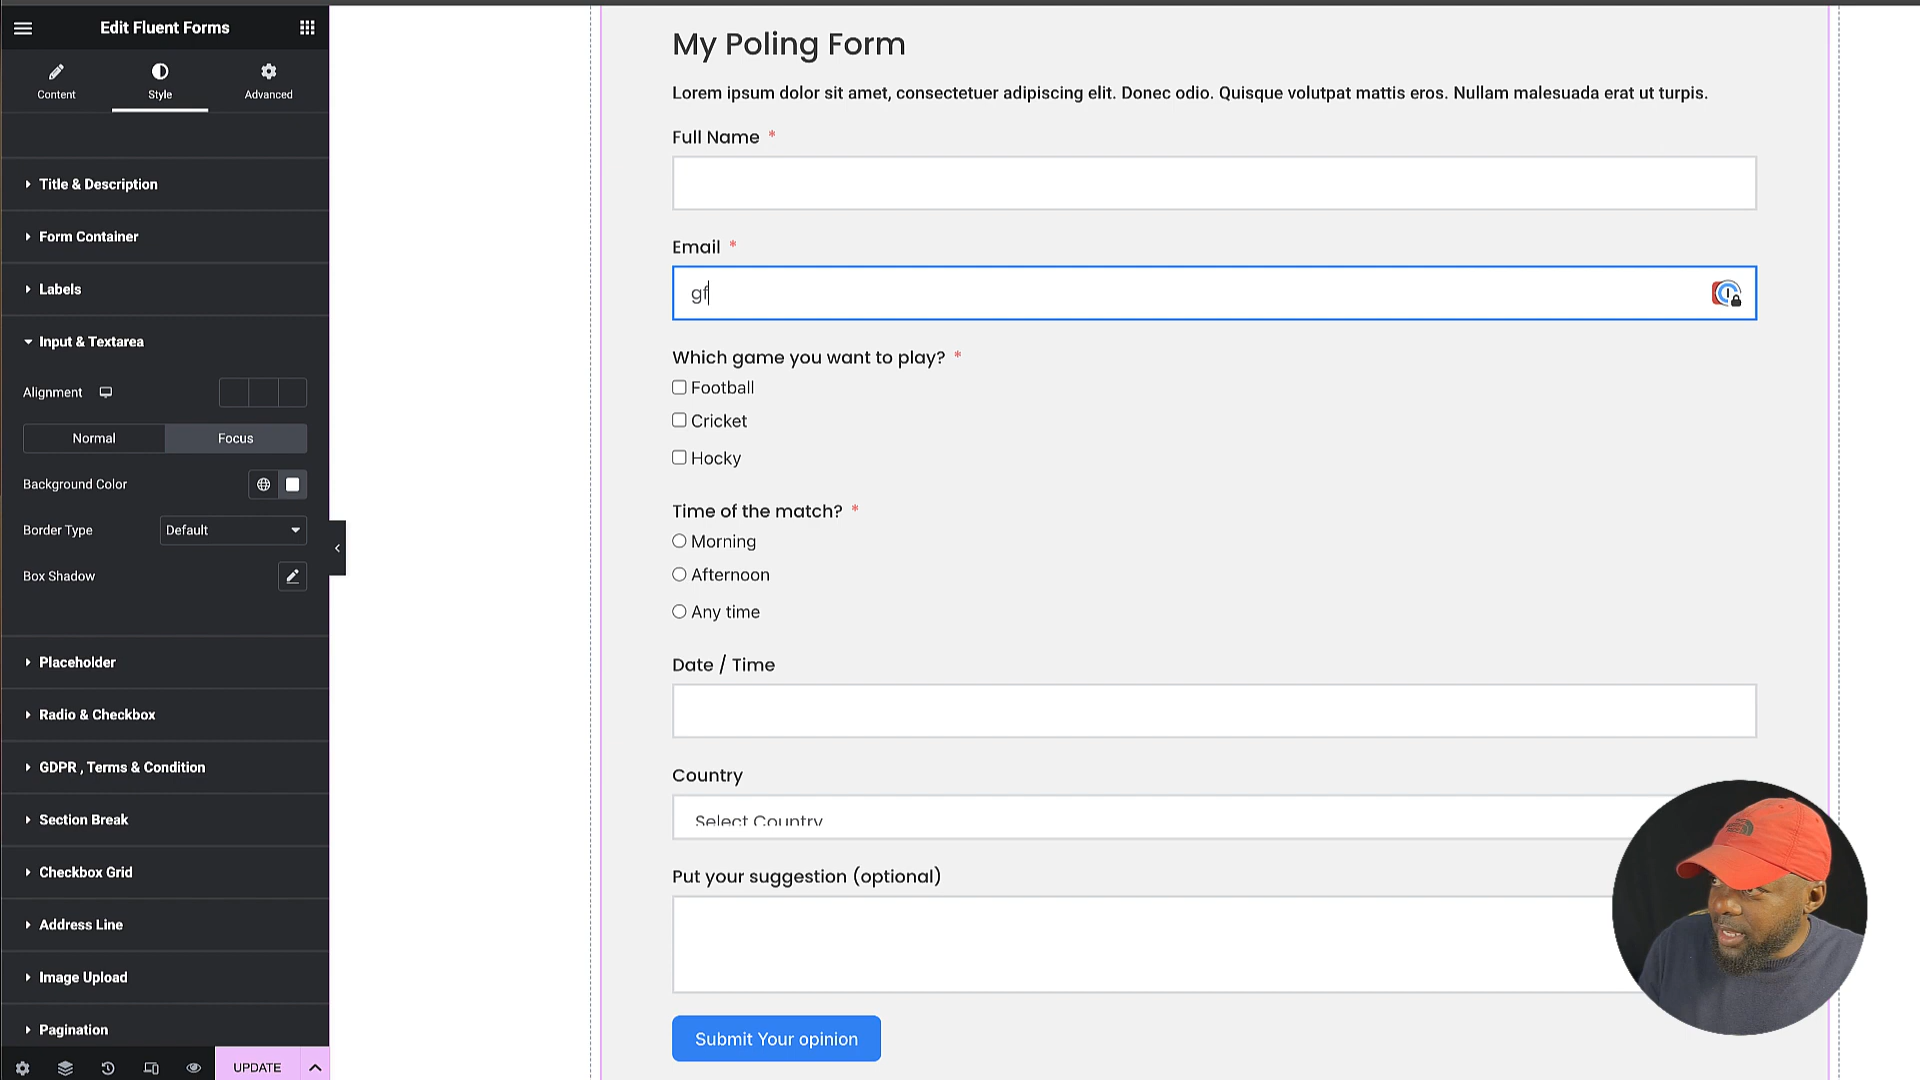 Edit Fluent Forms
Content
Style
Advanced
Title & Description
Form Container
Labels
Input & Textarea
Alignment
Normal
Focus
Background Color
Border Type
Default
Box Shadow
Placeholder
Radio & Checkbox
GDPR , Terms & Condition
Section Break
Checkbox Grid
Address Line
Image Upload
Pagination
UPDATE
My Poling Form
Lorem ipsum dolor sit amet, consectetuer adipiscing elit. Donec odio. Quisque volutpat mattis eros. Nullam malesuada erat ut turpis.
Full Name *
Email *
gf
Which game you want to play? *
Football
Cricket
Hocky
Time of the match? *
Morning
Afternoon
Any time
Date / Time
Country
Select Country
Put your suggestion (optional)
Submit Your opinion